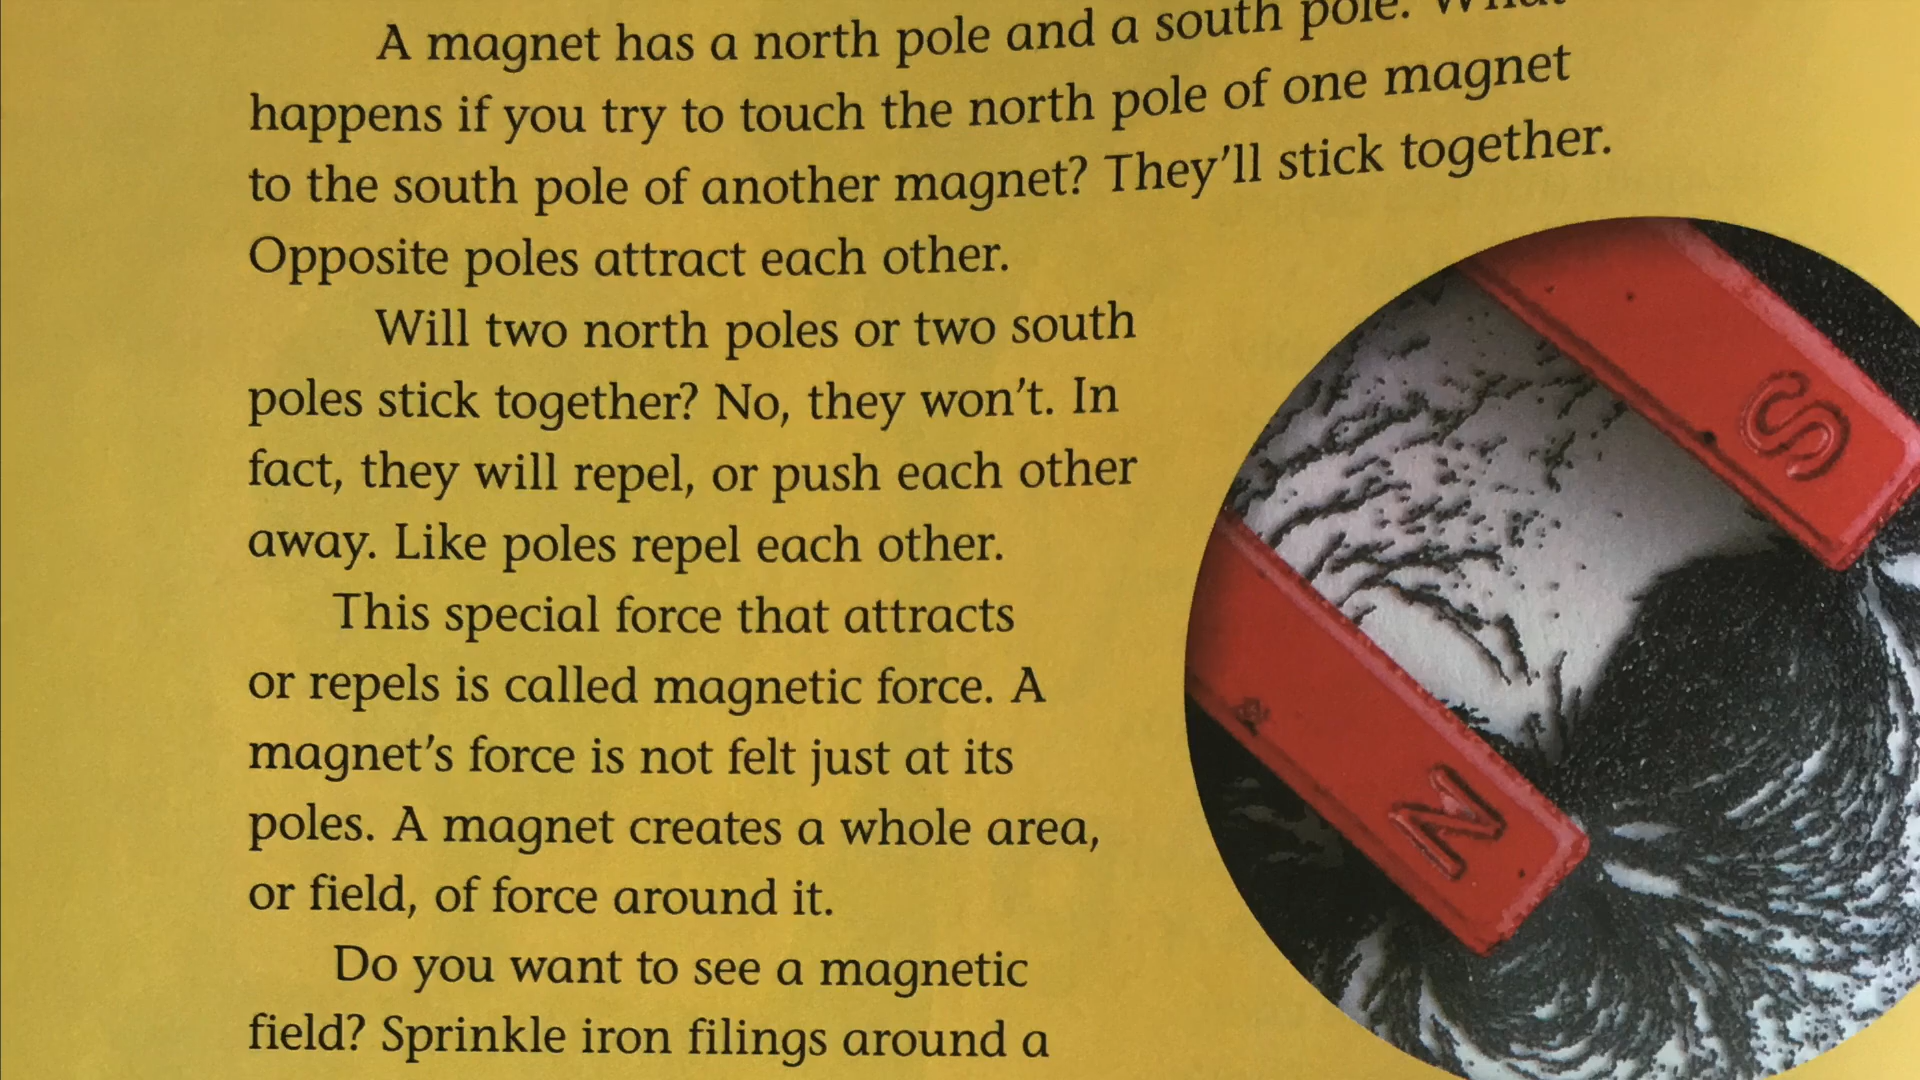 A magnet has a north pole and a south pole. What
happens if you try to touch the north pole of one magnet
to the south pole of another magnet? They'll stick together.
Opposite poles attract each other.
Will two north poles or two south
poles stick together? No, they won't. In
fact, they will repel, or push each other
away. Like poles repel each other.
This special force that attracts
or repels is called magnetic force. A
magnet's force is not felt just at its
poles. A magnet creates a whole area,
or field, of force around it.
Do you want to see a magnetic
field? Sprinkle iron filings around a
S
N